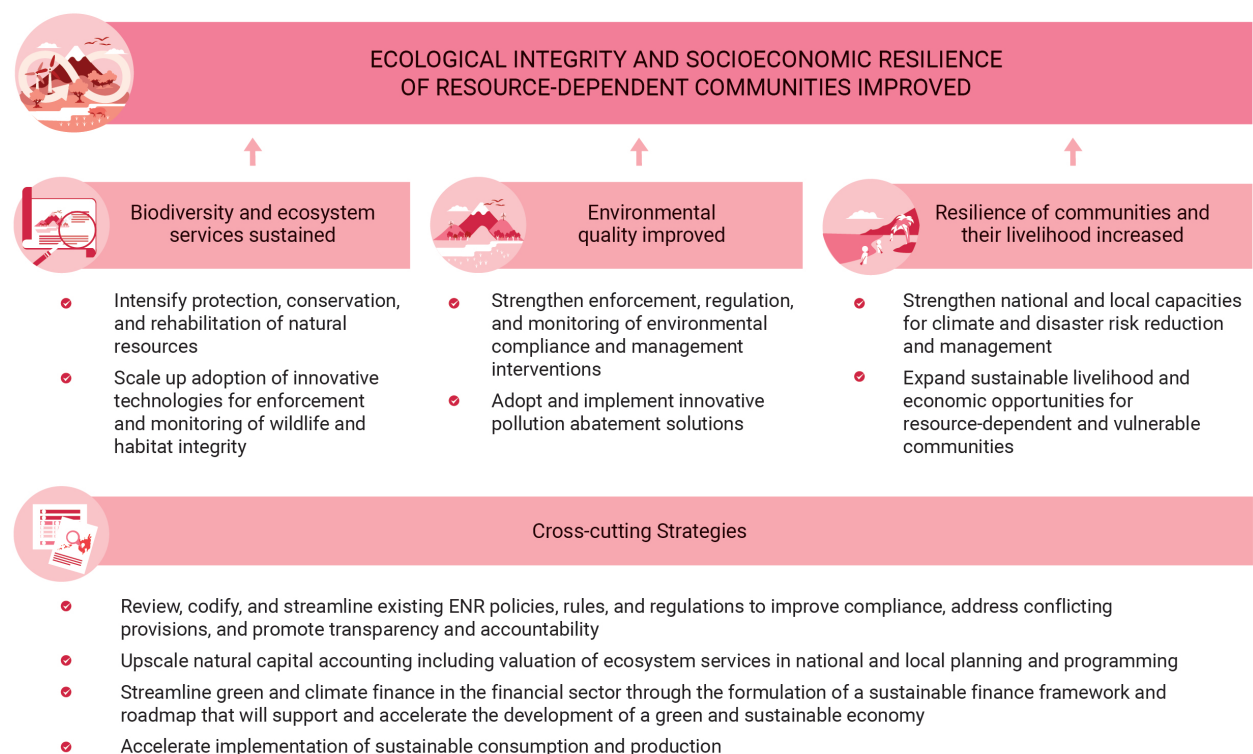 ECOLOGICAL INTEGRITY AND SOCIOECONOMIC RESILIENCE
OF RESOURCE-DEPENDENT COMMUNITIES IMPROVED
Biodiversity and ecosystem
services sustained
Intensify protection, conservation,
and rehabilitation of natural
resources
Scale up adoption of innovative
technologies for enforcement
and monitoring of wildlife and
habitat integrity
Environmental
quality improved
Strengthen enforcement, regulation,
and monitoring of environmental
compliance and management
interventions
Adopt and implement innovative
pollution abatement solutions
Resilience of communities and
their livelihood increased
Strengthen national and local capacities
for climate and disaster risk reduction
and management
Expand sustainable livelihood and
economic opportunities for
resource-dependent and vulnerable
communities
Cross-cutting Strategies
Review, codify, and streamline existing ENR policies, rules, and regulations to improve compliance, address conflicting
provisions, and promote transparency and accountability
Upscale natural capital accounting including valuation of ecosystem services in national and local planning and programming
Streamline green and climate finance in the financial sector through the formulation of a sustainable finance framework and
roadmap that will support and accelerate the development of a green and sustainable economy
Accelerate implementation of sustainable consumption and production